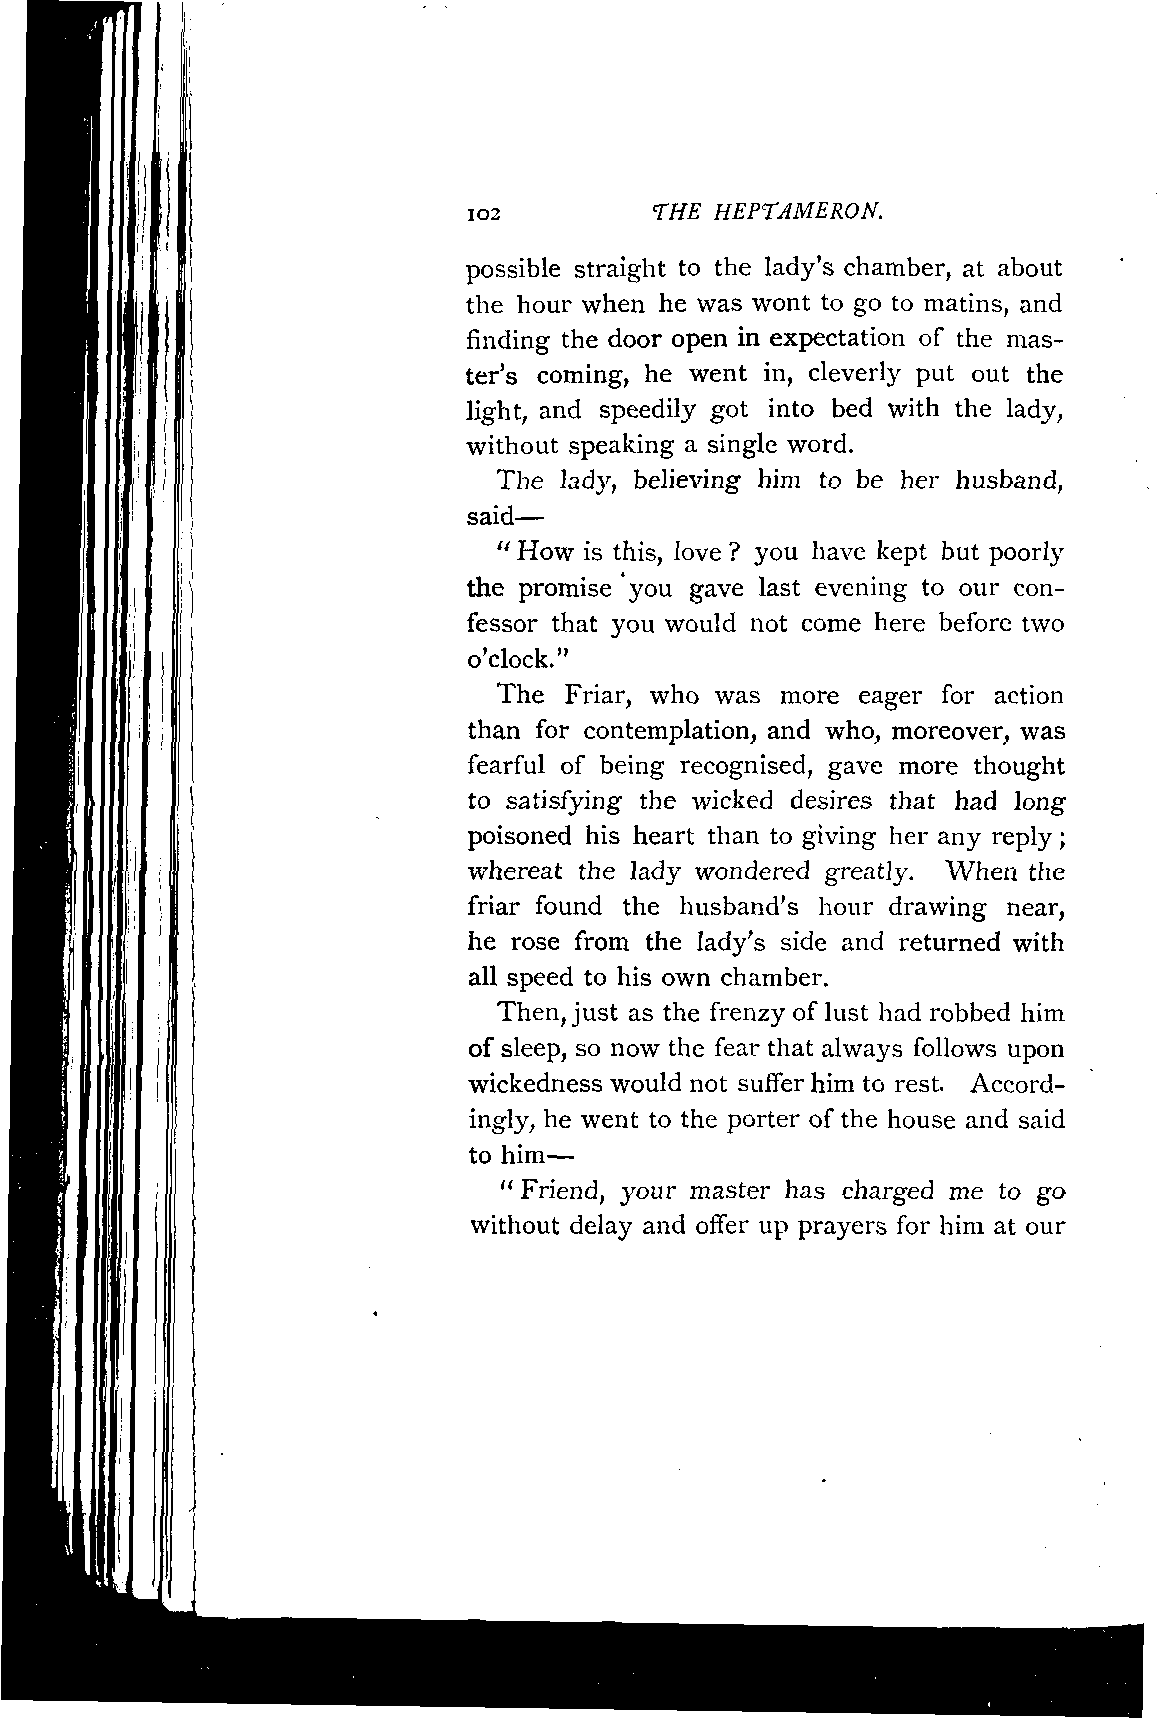 102 THE HEPTAMERON.
possible straight to the lady's chamber, at about
the hour when he was wont to go to matins, and
finding the door open in expectation of the mas-
ter's coming, he went in, cleverly put out the
light, and speedily got into bed with the lady,
without speaking a single word.
The lady, believing him to be her husband,
said—
"How is this, love? you have kept but poorly
the promise you gave last evening to our con-
fessor that you would not come here before two
o'clock."
The Friar, who was more eager for action
than for contemplation, and who, moreover, was
fearful of being recognised, gave more thought
to satisfying the wicked desires that had long
poisoned his heart than to giving her any reply;
whereat the lady wondered greatly. When the
friar found the husband's hour drawing near,
he rose from the lady's side and returned with
all speed to his own chamber.
Then, just as the frenzy of lust had robbed him
of sleep, so now the fear that always follows upon
wickedness would not suffer him to rest. Accord-
ingly, he went to the porter of the house and said
to him—
"Friend, your master has charged me to go
without delay and offer up prayers for him at our